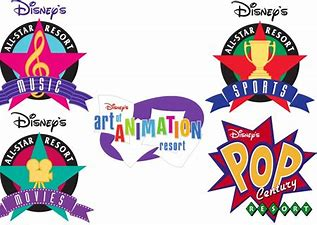 Disney's
ALL-STAR RESORT
MUSIC
Disney's
ALL-STAR RESORT
SPORTS
Disney's
art of ANIMATION
resort
Disney's
ALL-STAR RESORT
MOVIES
Disney's
POP
Century
RESORT